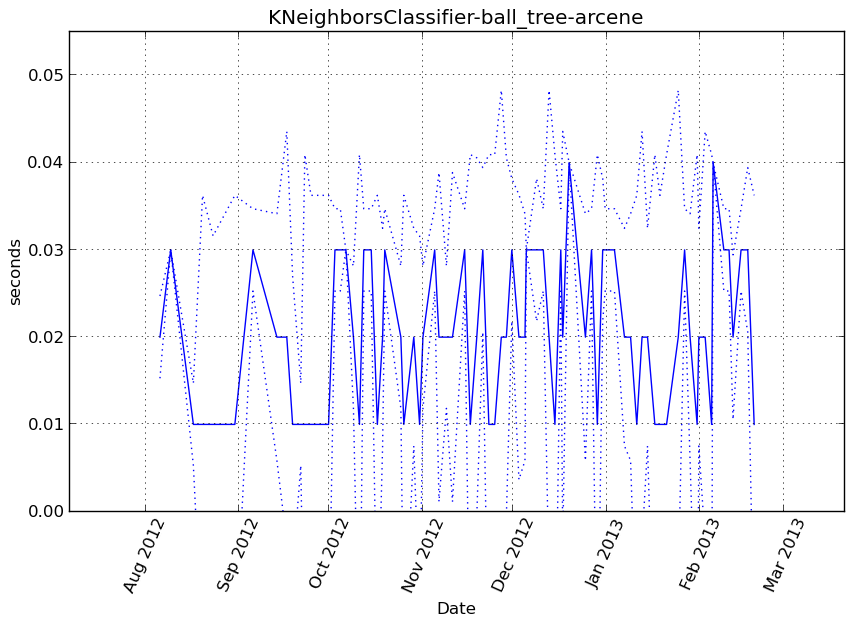 KNeighborsClassifier-ball_tree-arcene
0.05
0.04
0.03
0.02
0.01
0.00
seconds
Aug 2012
Sep 2012
Oct 2012
Nov 2012
Dec 2012
Jan 2013
Feb 2013
Mar 2013
Date